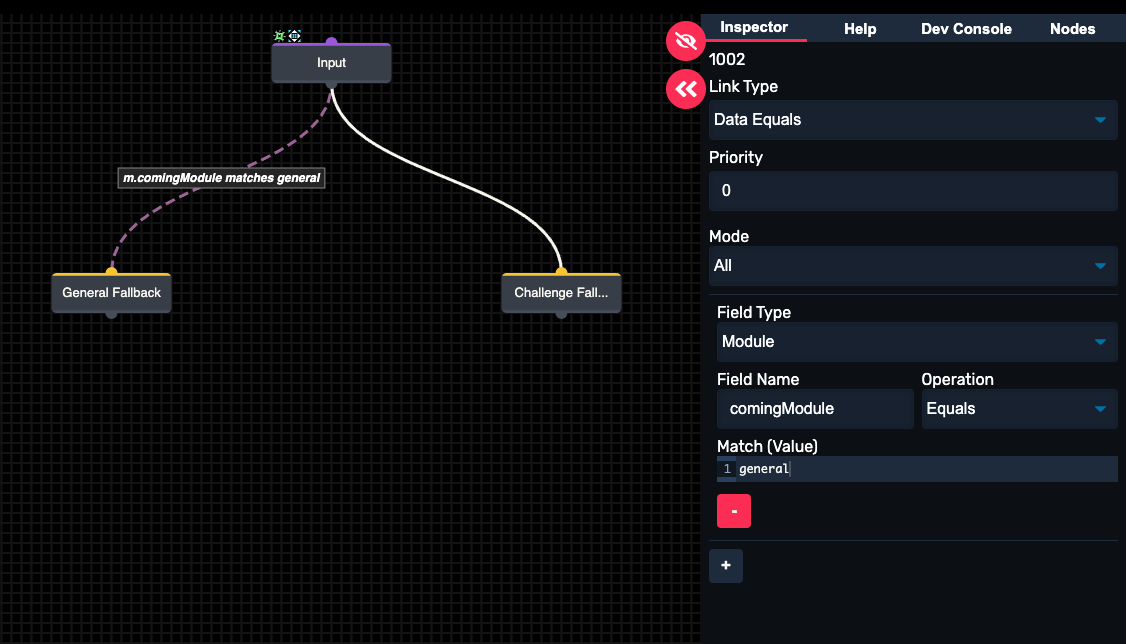 Input
m.comingModule matches general
General Fallback
Challenge Fall...
Inspector
Help
Dev Console
Nodes
1002
Link Type
Data Equals
Priority
0
Mode
All
Field Type
Module
Field Name
Operation
comingModule
Equals
Match (Value)
1 general
-
+